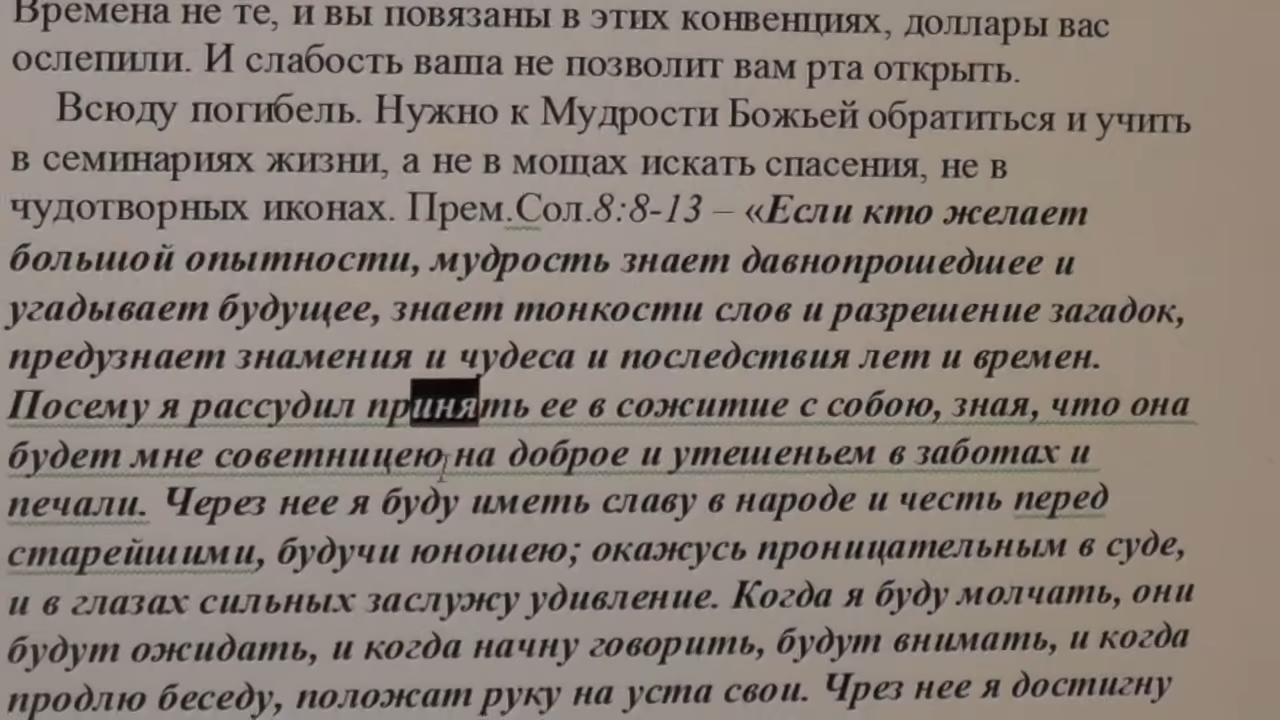 Времена не те, и вы повязаны в этих конвенциях, доллары вас
ослепили. И слабость ваша не позволит вам рта открыть.
Всюду погибель. Нужно к Мудрости Божьей обратиться и учить
в семинариях жизни, а не в мощах искать спасения, не в
чудотворных иконах. Прем.Сол.8:8-13 – «Если кто желает
большой опытности, мудрость знает давнопрошедшее и
угадывает будущее, знает тонкости слов и разрешение загадок,
предузнает знамения и чудеса и последствия лет и времен.
Посему я рассудил принять ее в сожитие с собою, зная, что она
будет мне советницею на доброе и утешеньем в заботах и
печали. Через нее я буду иметь славу в народе и честь перед
старейшими, будучи юношею; окажусь проницательным в суде,
и в глазах сильных заслужу удивление. Когда я буду молчать, они
будут ожидать, и когда начну говорить, будут внимать, и когда
продлю беседу, положат руку на уста свои. Чрез нее я достигну